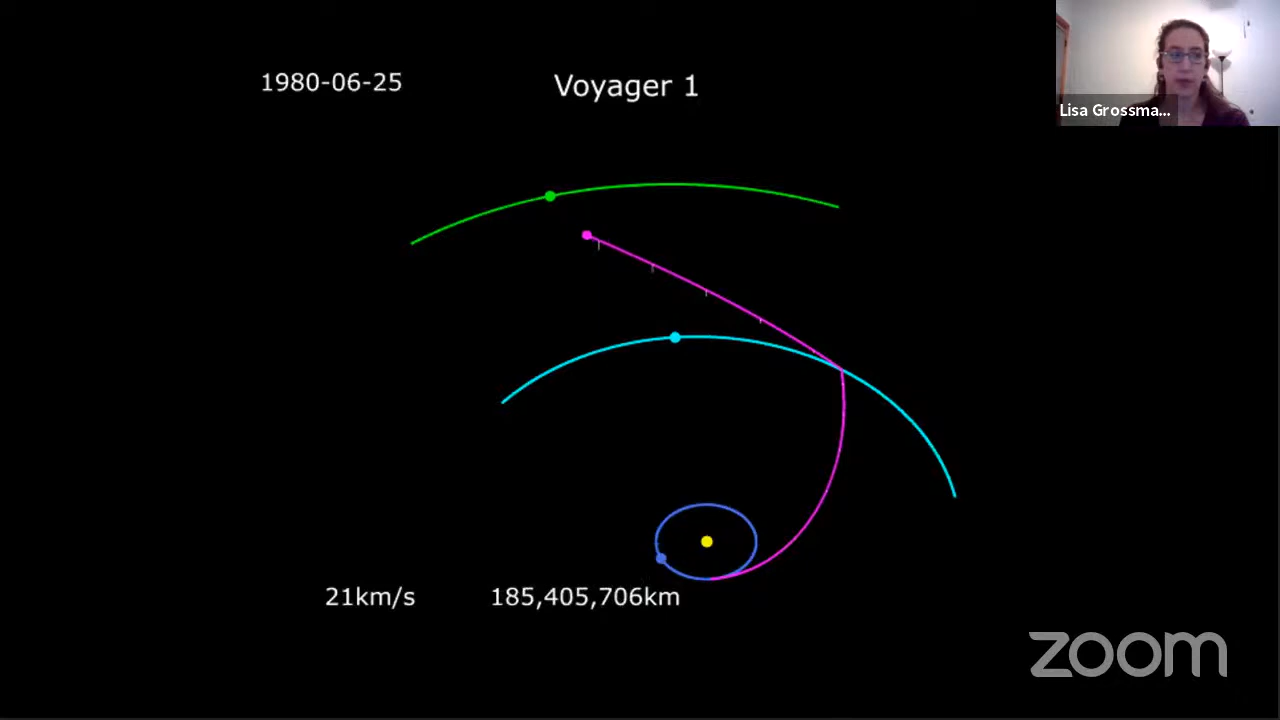 Lisa Grossma...
1980-06-25
Voyager 1
21km/s
185,405,706km
zoom